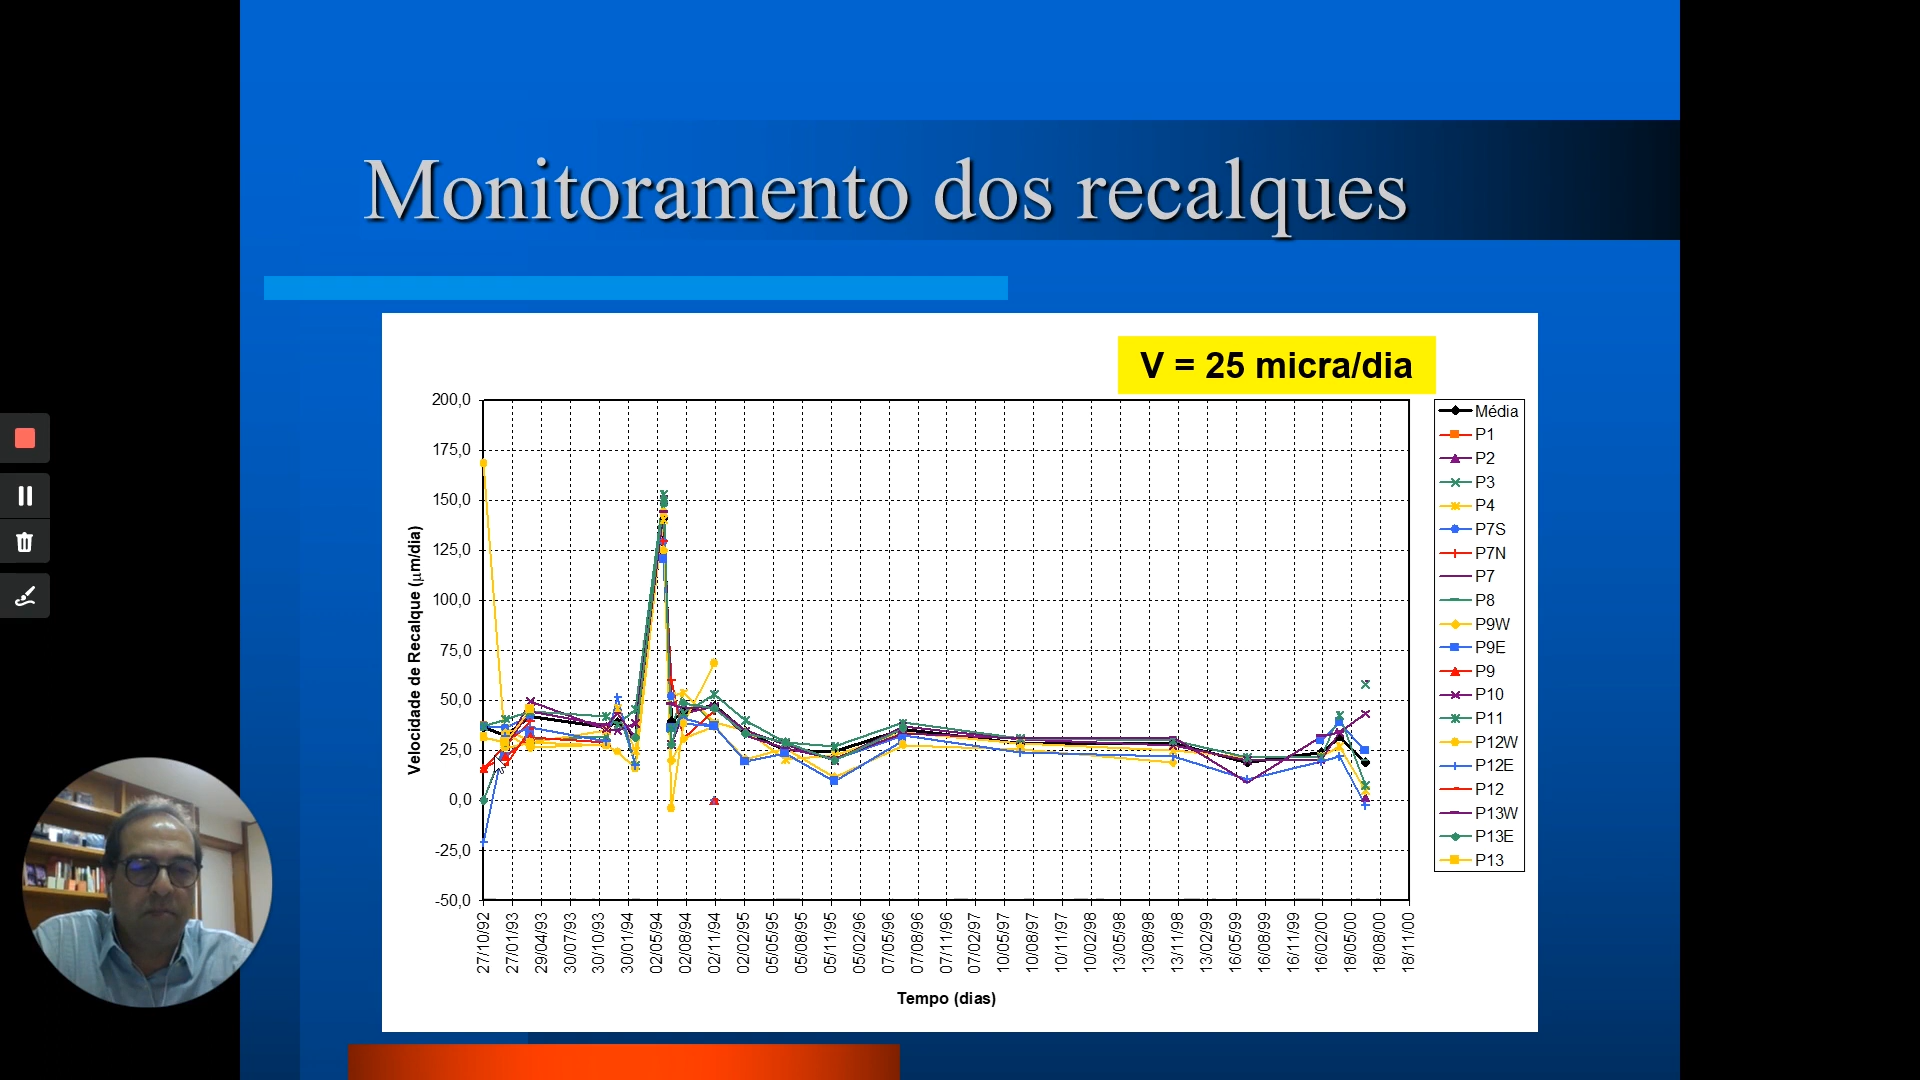 Monitoramento dos recalques
V = 25 micra/dia
200,0
175,0
150,0
125,0
100,0
75,0
50,0
25,0
0,0
-25,0
-50,0
Velocidade de Recalque (µm/dia)
27/10/92
27/01/93
29/04/93
30/07/93
30/10/93
30/01/94
02/05/94
02/08/94
02/11/94
02/02/95
05/05/95
05/08/95
05/11/95
05/02/96
07/05/96
07/08/96
07/11/96
07/02/97
10/05/97
10/08/97
10/11/97
10/02/98
13/05/98
13/08/98
13/11/98
13/02/99
16/05/99
16/08/99
16/11/99
16/02/00
18/05/00
18/08/00
18/11/00
Tempo (dias)
Média
P1
P2
P3
P4
P7S
P7N
P7
P8
P9W
P9E
P9
P10
P11
P12W
P12E
P12
P13W
P13E
P13